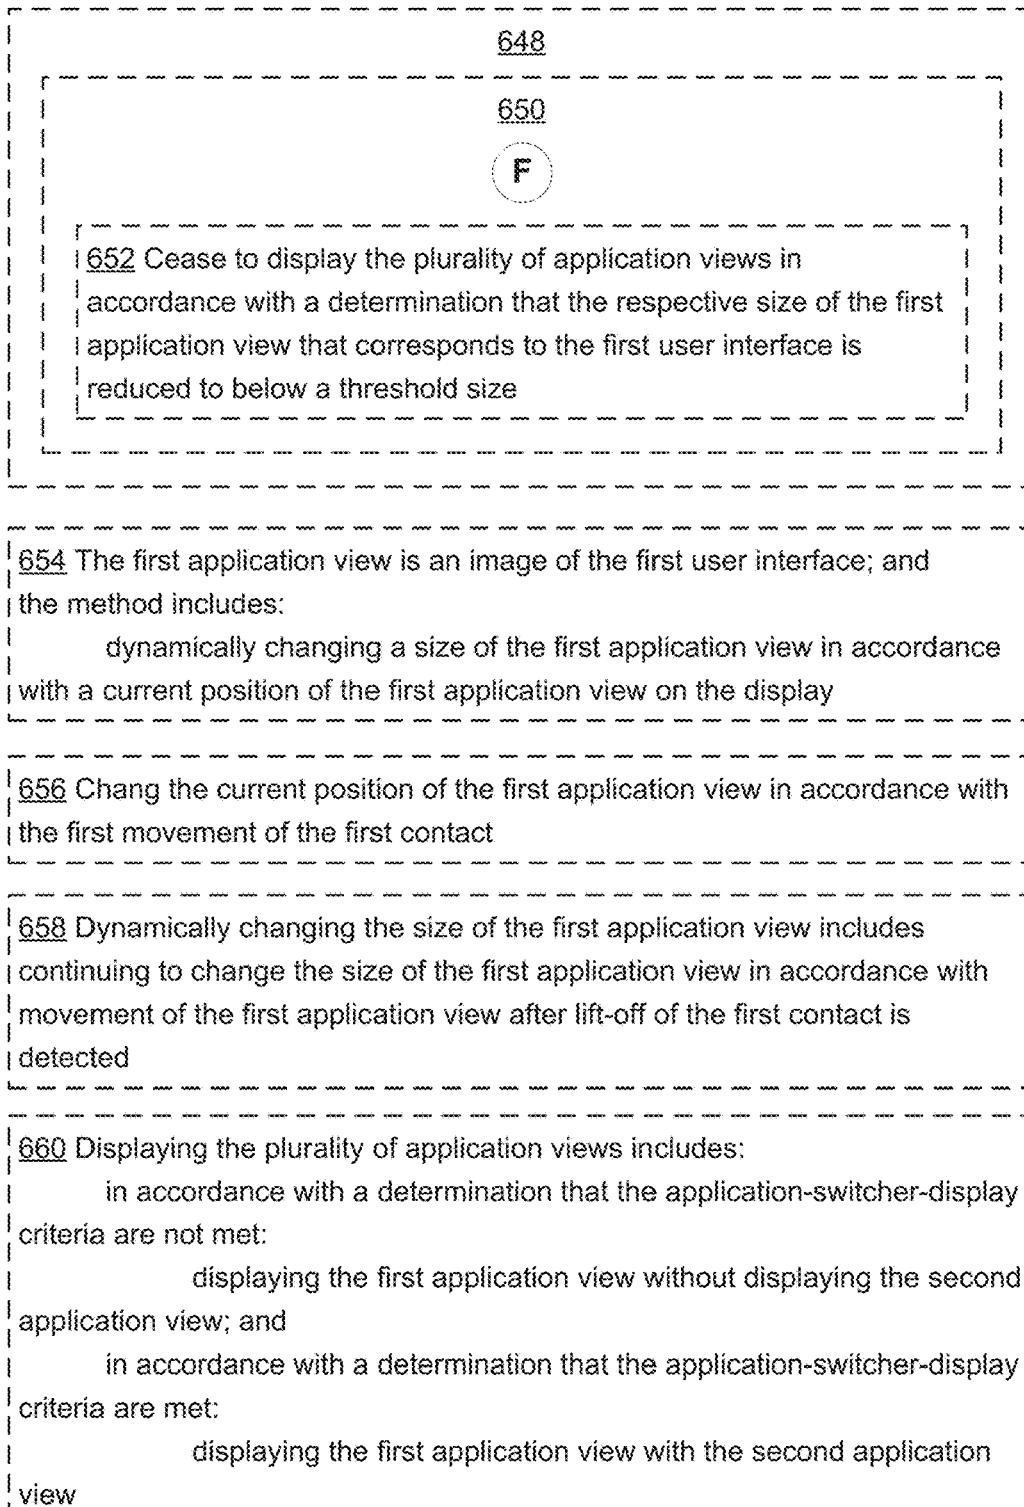 648
650
F
652 Cease to display the plurality of application views in
accordance with a determination that the respective size of the first
application view that corresponds to the first user interface is
reduced to below a threshold size
654 The first application view is an image of the first user interface; and
the method includes:
dynamically changing a size of the first application view in accordance
with a current position of the first application view on the display
656 Chang the current position of the first application view in accordance with
the first movement of the first contact
658 Dynamically changing the size of the first application view includes
continuing to change the size of the first application view in accordance with
movement of the first application view after lift-off of the first contact is
detected
660 Displaying the plurality of application views includes:
in accordance with a determination that the application-switcher-display
criteria are not met:
displaying the first application view without displaying the second
application view; and
in accordance with a determination that the application-switcher-display
criteria are met:
displaying the first application view with the second application
view